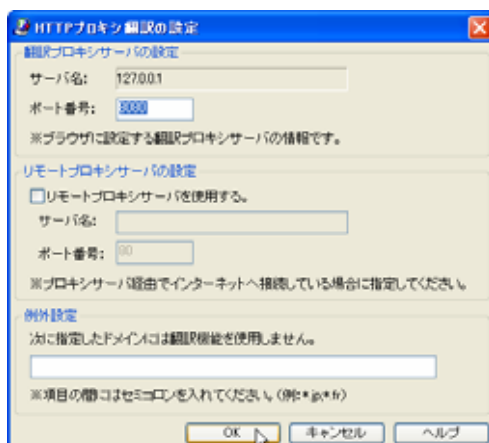 HTTPプロキシ翻訳の設定
翻訳プロキシサーバの設定
サーバ名: 127.0.0.1
ポート番号: 8080
※ブラウザに設定する翻訳プロキシサーバの情報です。
リモートプロキシサーバの設定
リモートプロキシサーバを使用する。
サーバ名:
ポート番号: 80
※プロキシサーバ経由でインターネットへ接続している場合に指定してください。
例外設定
次に指定したドメインには翻訳機能を使用しません。
※項目の間にはセミコロンを入れてください。(例:*.jp;*.fr)
OK キャンセル ヘルプ